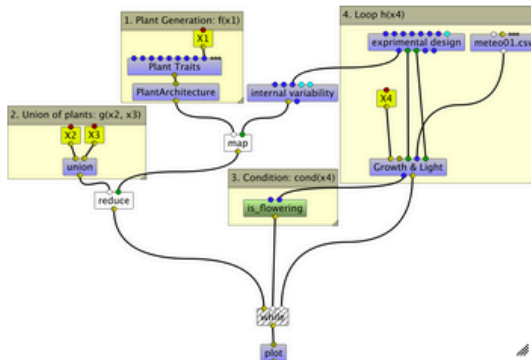 1. Plant Generation: f(x1)
X1
Plant Traits
PlantArchitecture
4. Loop h(x4)
exprimental design
meteo01.csv
X4
Growth & Light
internal variability
map
2. Union of plants: g(x2, x3)
X2
X3
union
reduce
3. Condition: cond(x4)
is_flowering
while
plot